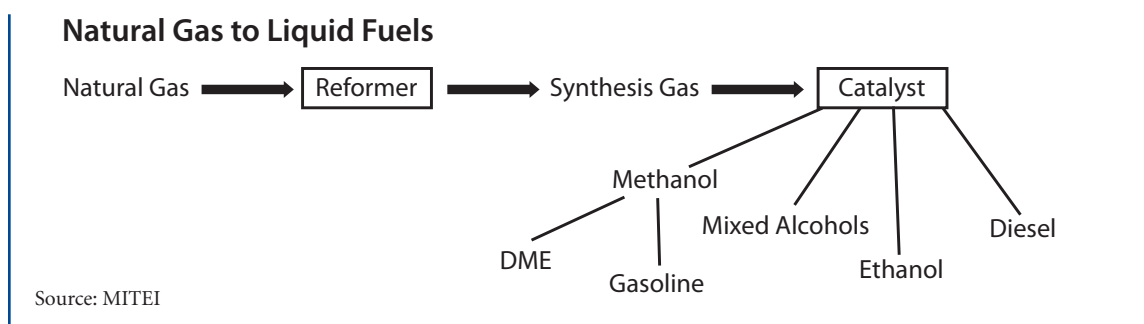 Natural Gas to Liquid Fuels
Natural Gas Reformer Synthesis Gas Catalyst
Methanol
Mixed Alcohols
Diesel
DME
Ethanol
Gasoline
Source: MITEI